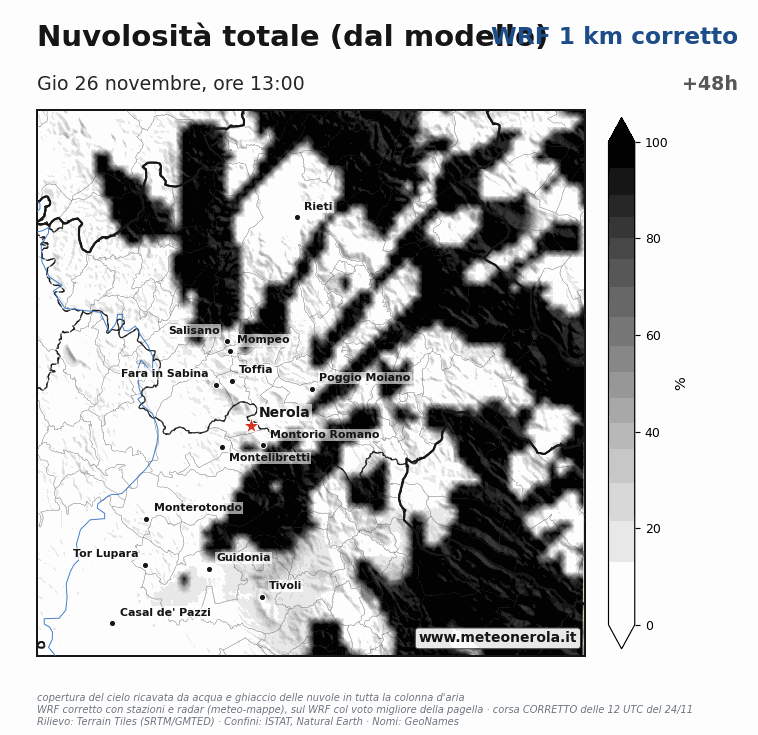 Nuvolosità totale (dal modello)
WRF 1 km corretto
Gio 26 novembre, ore 13:00
+48h
Rieti
Salisano
Mompeo
Fara in Sabina
Toffia
Poggio Moiano
Nerola
Montorio Romano
Montelibretti
Monterotondo
Tor Lupara
Guidonia
Tivoli
Casal de' Pazzi
www.meteonerola.it
100
80
60
40
20
0
%
copertura del cielo ricavata da acqua e ghiaccio delle nuvole in tutta la colonna d'aria
WRF corretto con stazioni e radar (meteo-mappe), sul WRF col voto migliore della pagella · corsa CORRETTO delle 12 UTC del 24/11
Rilievo: Terrain Tiles (SRTM/GMTED) · Confini: ISTAT, Natural Earth · Nomi: GeoNames